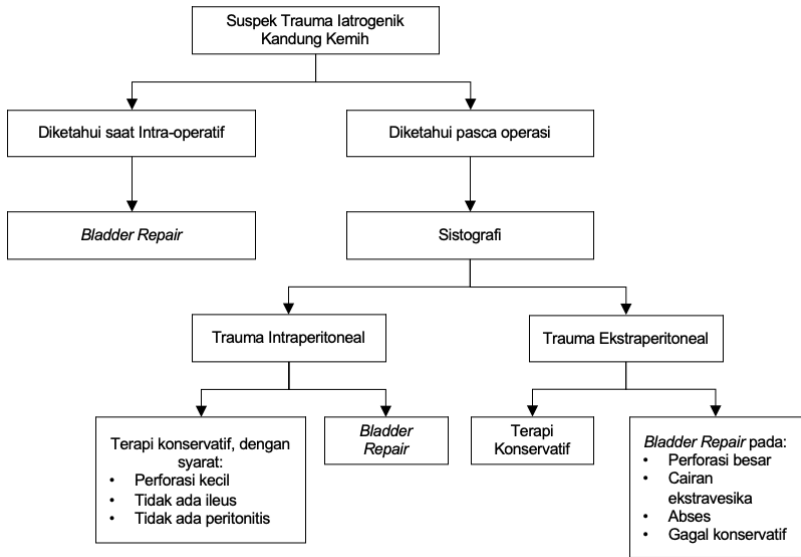 Suspek Trauma Iatrogenik
Kandung Kemih
Diketahui saat Intra-operatif
Diketahui pasca operasi
Bladder Repair
Sistografi
Trauma Intraperitoneal
Trauma Ekstraperitoneal
Terapi konservatif, dengan
syarat:
• Perforasi kecil
• Tidak ada ileus
• Tidak ada peritonitis
Bladder
Repair
Terapi
Konservatif
Bladder Repair pada:
• Perforasi besar
• Cairan
ekstravesika
• Abses
• Gagal konservatif